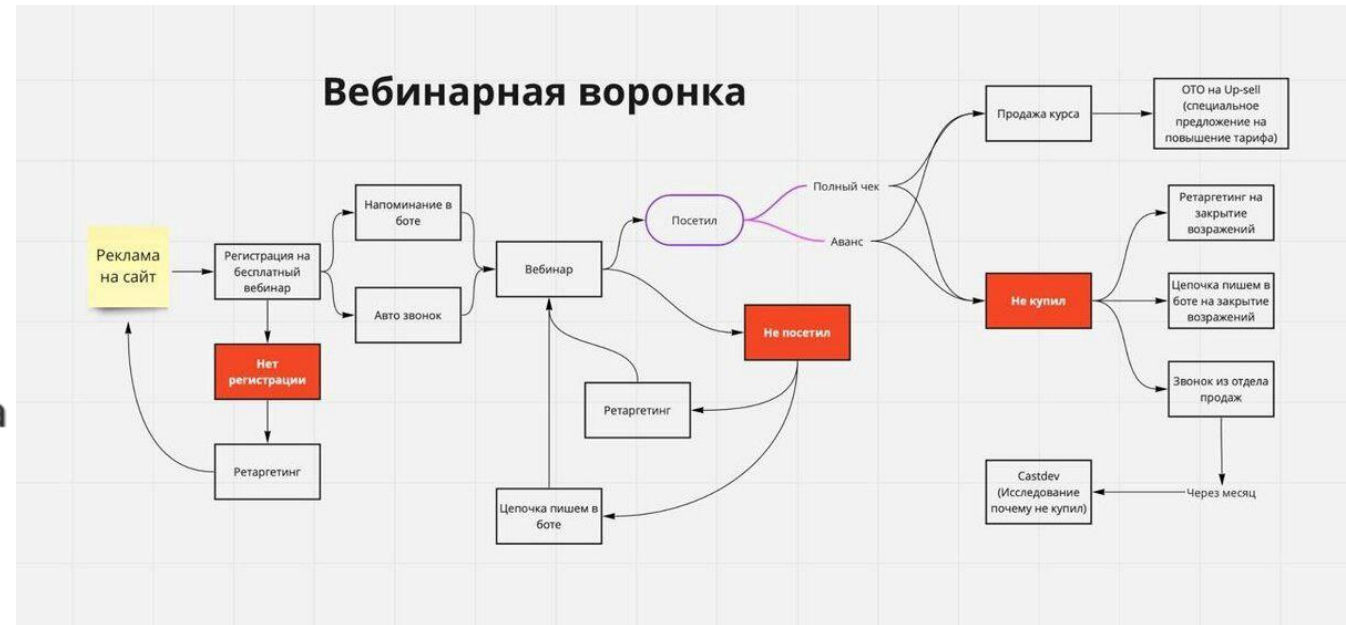 Вебинарная воронка
Реклама
на сайт
Регистрация на
бесплатный
вебинар
Нет
регистрации
Ретаргетинг
Напоминание в
боте
Авто звонок
Вебинар
Посетил
Не посетил
Ретаргетинг
Цепочка пишем в
боте
Полный чек
Аванс
Продажа курса
ОТО на Up-sell
(специальное
предложение на
повышение тарифа)
Не купил
Ретаргетинг на
закрытие
возражений
Цепочка пишем в
боте на закрытие
возражений
Звонок из отдела
продаж
Через месяц
Castdev
(Исследование
почему не купил)
а